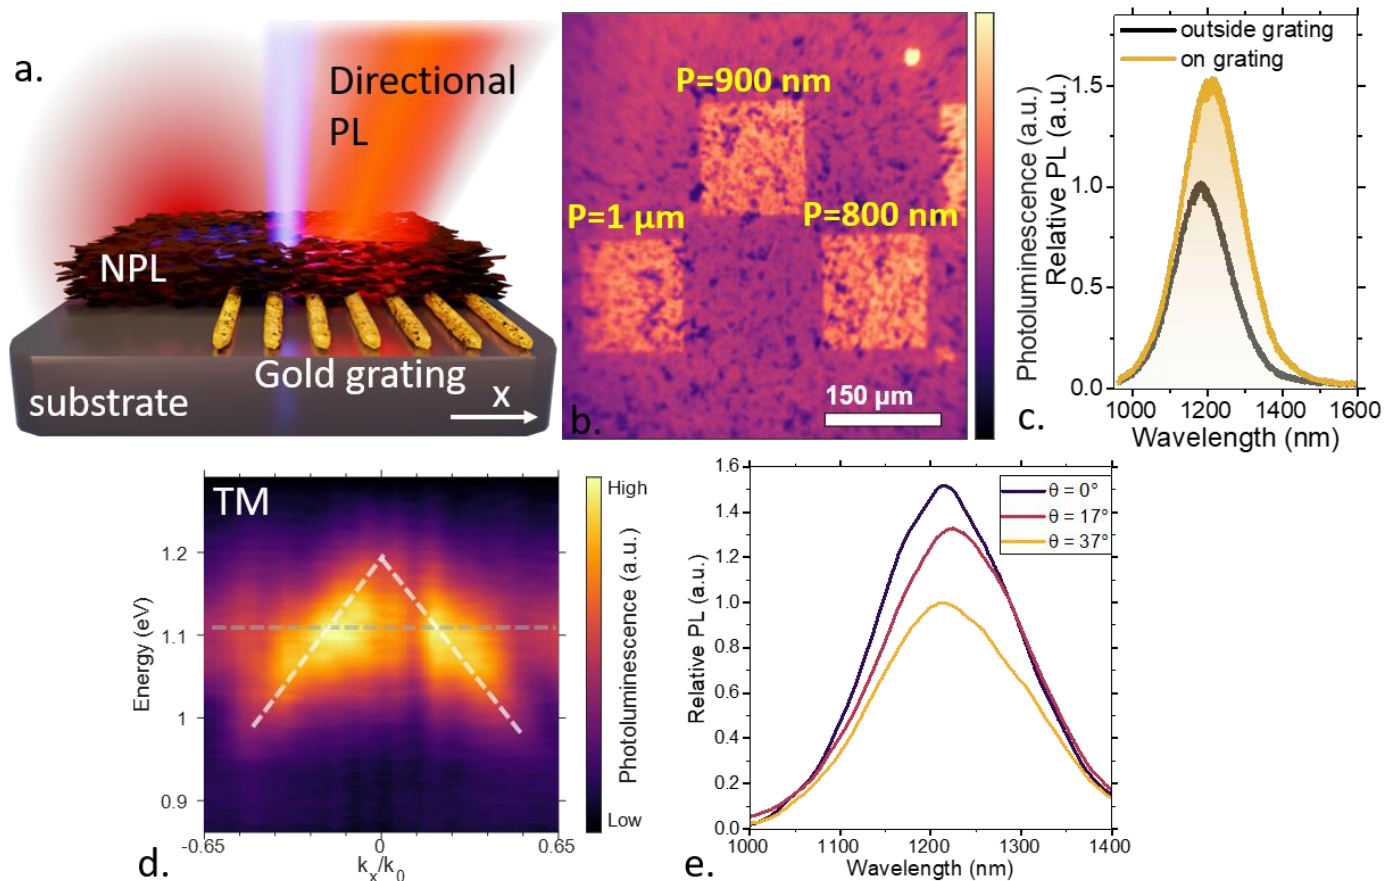 a.
Directional
PL
NPL
Gold grating
substrate
X
P=900 nm
P=1 µm
P=800 nm
150 µm
b.
outside grating
on grating
Photoluminescence (a.u.)
Relative PL (a.u.)
1.5
1.0
0.5
0.0
1000 1200 1400 1600
Wavelength (nm)
c.
TM
High
Low
Photoluminescence (a.u.)
Energy (eV)
1.2
1.1
1
0.9
-0.65 0 0.65
kₓ/k₀
d.
θ = 0°
θ = 17°
θ = 37°
Relative PL (a.u.)
1.6
1.4
1.2
1.0
0.8
0.6
0.4
0.2
0.0
1000 1100 1200 1300 1400
Wavelength (nm)
e.